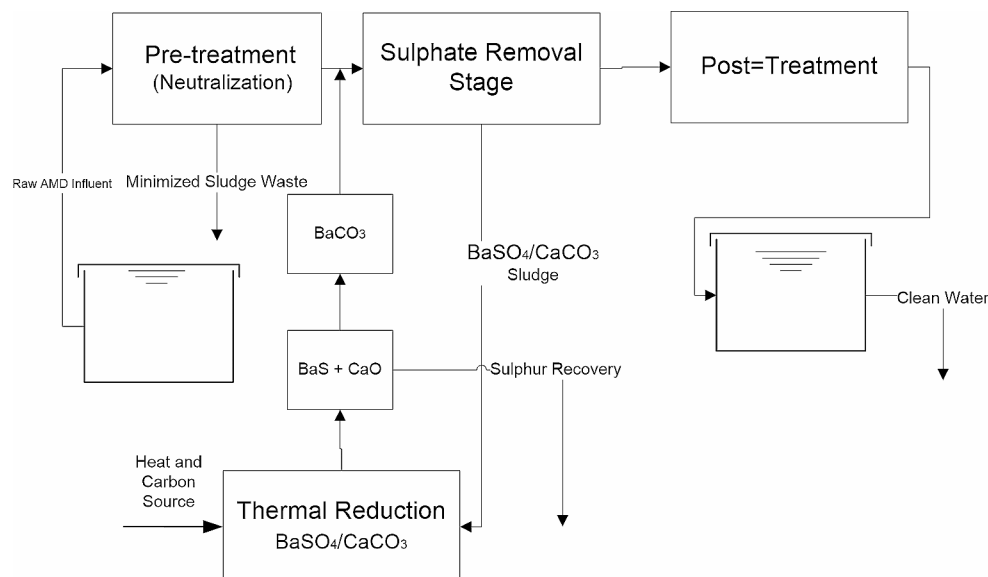 Pre-treatment
(Neutralization)
Sulphate Removal
Stage
Post=Treatment
Raw AMD Influent
Minimized Sludge Waste
BaCO₃
BaSO₄/CaCO₃
Sludge
Clean Water
BaS + CaO
Sulphur Recovery
Heat and
Carbon
Source
Thermal Reduction
BaSO₄/CaCO₃